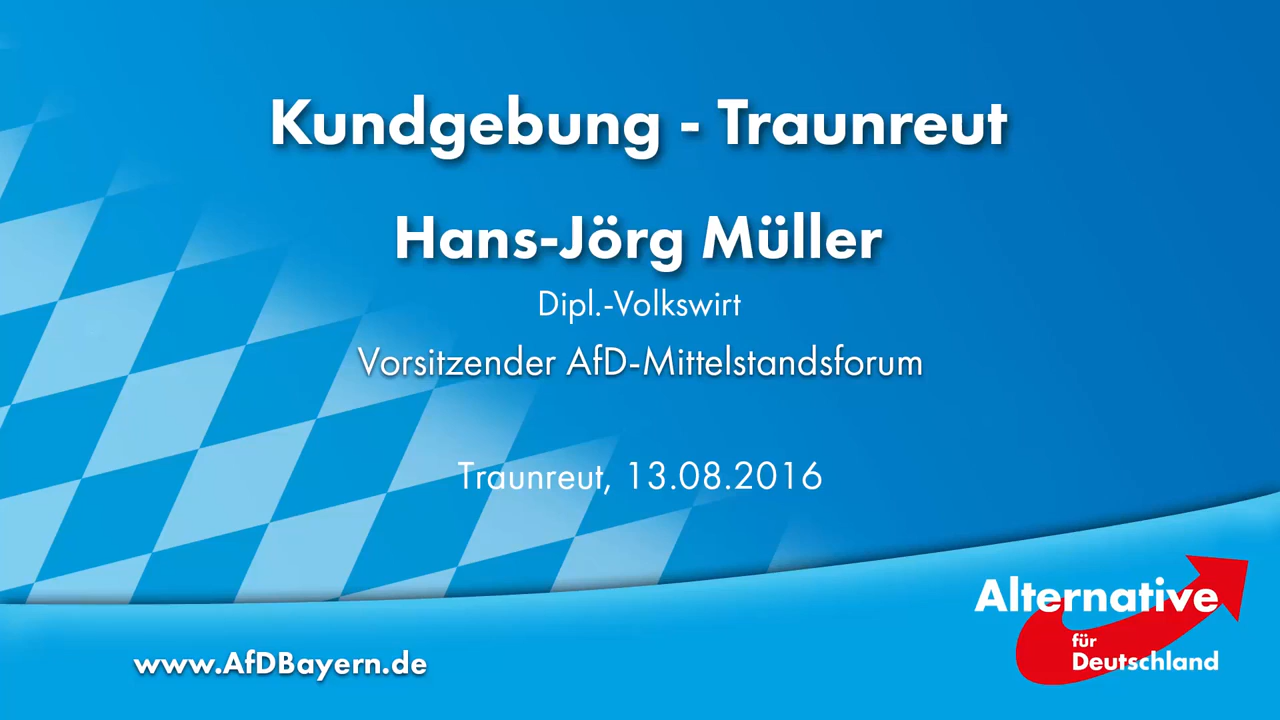 Kundgebung - Traunreut
Hans-Jörg Müller
Dipl.-Volkswirt
Vorsitzender AfD-Mittelstandsforum
Traunreut, 13.08.2016
Alternative
für
Deutschland
www.AfDBayern.de